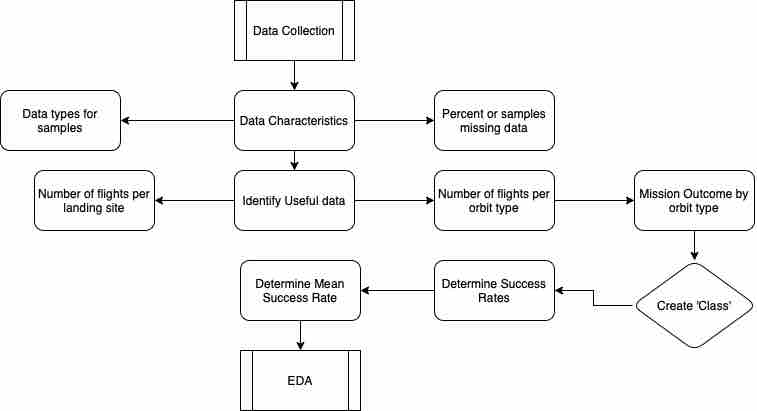 Data Collection
Data types for
samples
Data Characteristics
Percent or samples
missing data
Number of flights per
landing site
Identify Useful data
Number of flights per
orbit type
Mission Outcome by
orbit type
Create 'Class'
Determine Success
Rates
Determine Mean
Success Rate
EDA